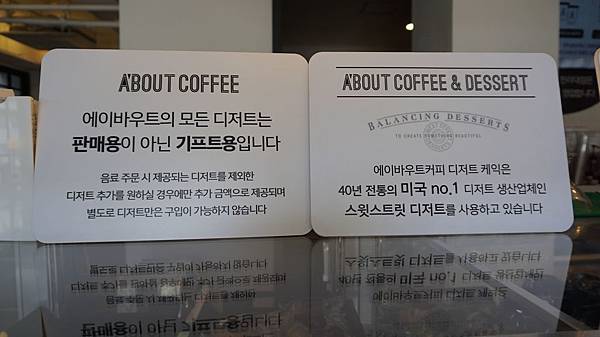 A'BOUT COFFEE
에이바우트의 모든 디저트는
판매용이 아닌 기프트용입니다
음료 주문 시 제공되는 디저트를 제외한
디저트 추가를 원하실 경우에만 추가 금액으로 제공되며
별도로 디저트만은 구입이 가능하지 않습니다
A'BOUT COFFEE & DESSERT
BALANCING DESSERTS
TO CREATE SOMETHING BEAUTIFUL
에이바우트커피 디저트 케익은
40년 전통의 미국 no.1 디저트 생산업체인
스윗스트릿 디저트를 사용하고 있습니다